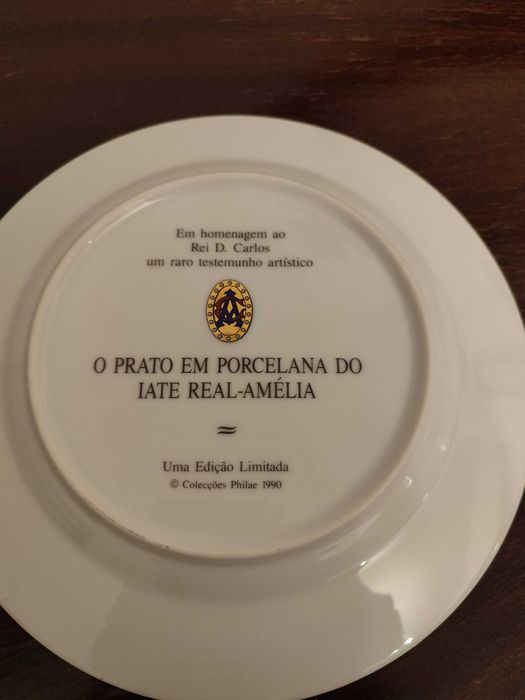 Em homenagem ao
Rei D. Carlos
um raro testemunho artístico
O PRATO EM PORCELANA DO
IATE REAL-AMÉLIA
Uma Edição Limitada
© Colecções Philae 1990